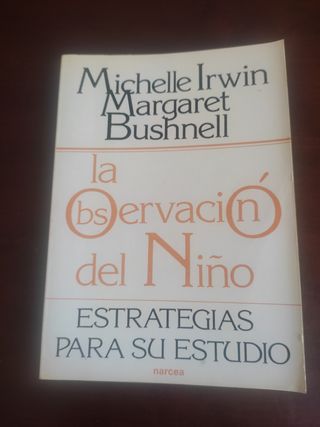 Michelle Irwin
Margaret
Bushnell
la
ObservacióN
del Niño
ESTRATEGIAS
PARA SU ESTUDIO
narcea